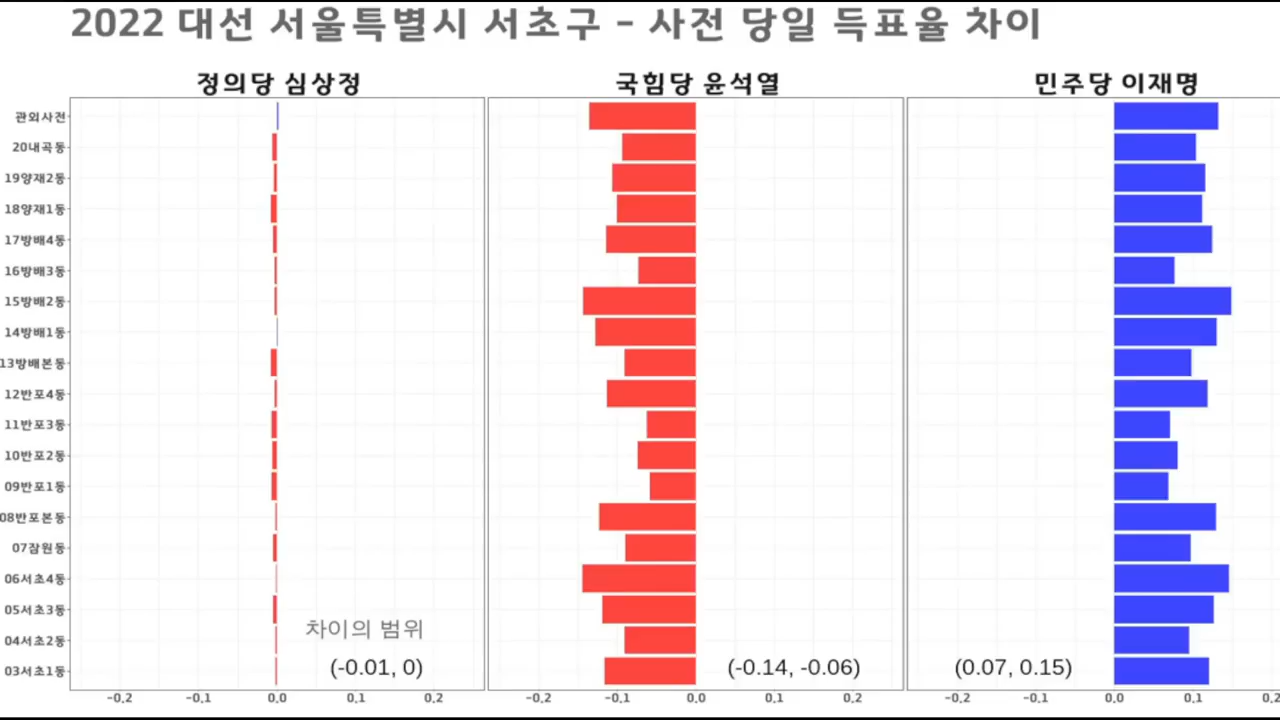 2022 대선 서울특별시 서초구 - 사전 당일 득표율 차이
정의당 심상정
국힘당 윤석열
민주당 이재명
관외사전
20내곡동
19양재2동
18양재1동
17방배4동
16방배3동
15방배2동
14방배1동
13방배본동
12반포4동
11반포3동
10반포2동
09반포1동
08반포본동
07잠원동
06서초4동
05서초3동
04서초2동
03서초1동
차이의 범위
(-0.01, 0)
(-0.14, -0.06)
(0.07, 0.15)
-0.2 -0.1 0.0 0.1 0.2
-0.2 -0.1 0.0 0.1 0.2
-0.2 -0.1 0.0 0.1 0.2